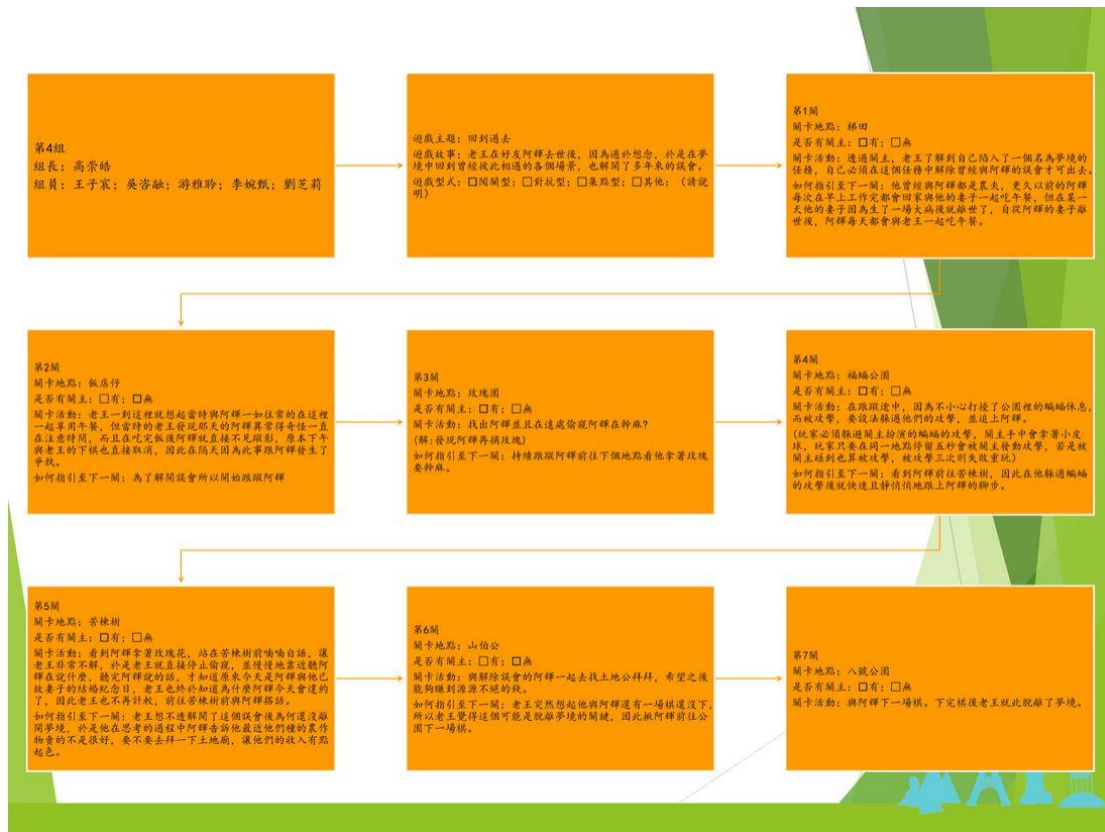 第4組
組長：高崇皓
組員：王子宸；吳咨融；游雅聆；李婉甄；劉芝莉
遊戲主題：回到過去
遊戲故事：老王在好友阿輝去世後，因為過於想念，於是在夢
境中回到曾經彼此相遇的各個場景，也解開了多年來的誤會。
遊戲型式：□闖關型；□對抗型；□集點型；□其他：（請說
明）
第1關
關卡地點：梯田
是否有關主：□有；□無
關卡活動：透過關主，老王了解到自己陷入了一個名為夢境的
任務，自己必須在這個任務中解除曾經與阿輝的誤會才可出去。
如何指引至下一關：他曾經與阿輝都是農夫，更久以前的阿輝
每次在早上工作完都會回家與他的妻子一起吃午餐，但在某一
天他的妻子因為生了一場大病後就離世了，自從阿輝的妻子離
世後，阿輝每天都會與老王一起吃午餐。
第2關
關卡地點：飯店仔
是否有關主：□有；□無
關卡活動：老王一到這裡就想起當時與阿輝一如往常的在這裡
一起享用午餐，但當時的老王發現那天的阿輝異常得奇怪一直
在注意時間，而且在吃完飯後阿輝就直接不見蹤影，原本下午
與老王的下棋也直接取消，因此在隔天因為此事跟阿輝發生了
爭執。
如何指引至下一關：為了解開誤會所以開始跟蹤阿輝
第3關
關卡地點：玫瑰園
是否有關主：□有；□無
關卡活動：找出阿輝並且在遠處偷窺阿輝在幹麻?
(解:發現阿輝再摘玫瑰)
如何指引至下一關：持續跟蹤阿輝前往下個地點看他拿著玫瑰
要幹麻。
第4關
關卡地點：蝙蝠公園
是否有關主：□有；□無
關卡活動：在跟蹤途中，因為不小心打擾了公園裡的蝙蝠休息，
而被攻擊，要設法躲過他們的攻擊，並追上阿輝。
(玩家必須躲避關主扮演的蝙蝠的攻擊，關主手中會拿著小皮
球，玩家只要在同一地點停留五秒會被關主發動攻擊，若是被
關主碰到也算被攻擊，被攻擊三次則失敗重玩)
如何指引至下一關：看到阿輝前往苦楝樹，因此在他躲過蝙蝠
的攻擊後就快速且靜悄悄地跟上阿輝的腳步。
第5關
關卡地點：苦楝樹
是否有關主：□有；□無
關卡活動：看到阿輝拿著玫瑰花，站在苦楝樹前喃喃自語，讓
老王非常不解，於是老王就直接停止偷窺，並慢慢地靠近聽阿
輝在說什麼，聽完阿輝說的話，才知道原來今天是阿輝與他已
故妻子的結婚紀念日，老王也終於知道為什麼阿輝今天會違約
了，因此老王也不再計較，前往苦楝樹前與阿輝搭話。
如何指引至下一關：老王想不透解開了這個誤會後為何還沒離
開夢境，於是他在思考的過程中阿輝告訴他最近他們種的農作
物賣的不是很好，要不要去拜一下土地廟，讓他們的收入有點
起色。
第6關
關卡地點：山伯公
是否有關主：□有；□無
關卡活動：與解除誤會的阿輝一起去找土地公拜拜，希望之後
能夠賺到源源不絕的錢。
如何指引至下一關：老王突然想起他與阿輝還有一場棋還沒下，
所以老王覺得這個可能是脫離夢境的關鍵，因此揪阿輝前往公
園下一場棋。
第7關
關卡地點：八號公園
是否有關主：□有；□無
關卡活動：與阿輝下一場棋。下完棋後老王就此脫離了夢境。